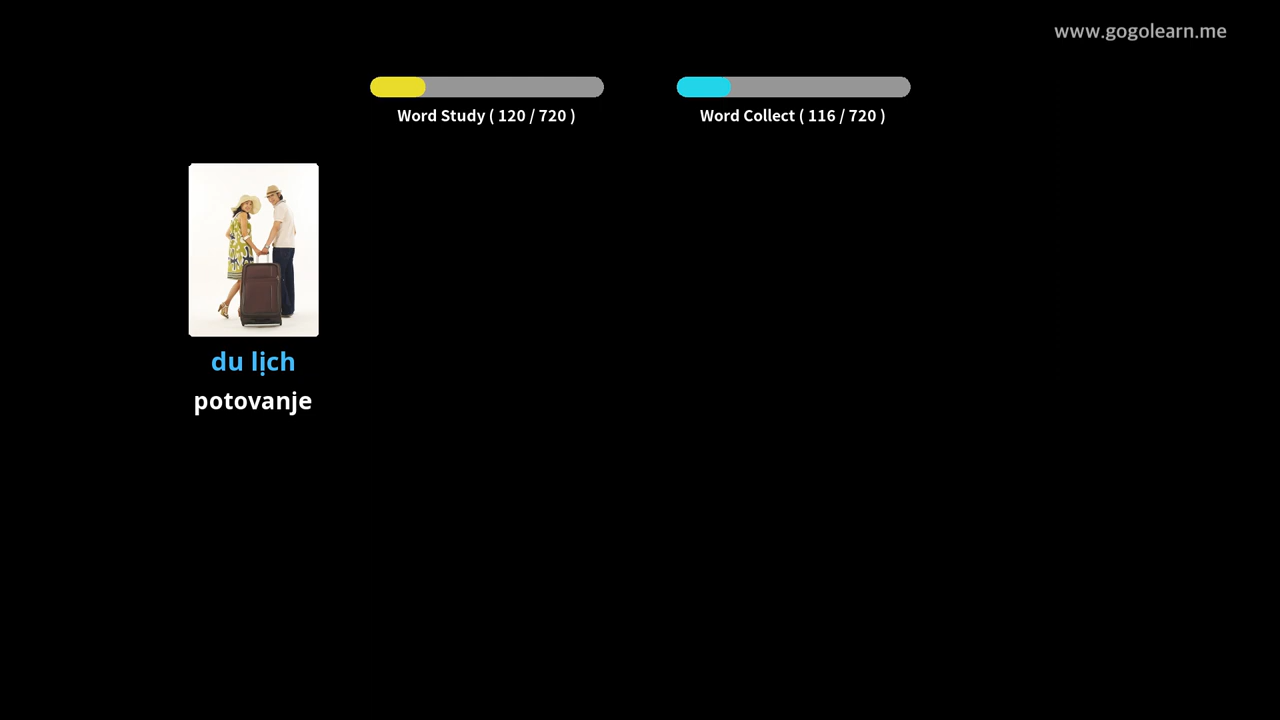 www.gogolearn.me
Word Study ( 120 / 720 )
Word Collect ( 116 / 720 )
du lịch
potovanje